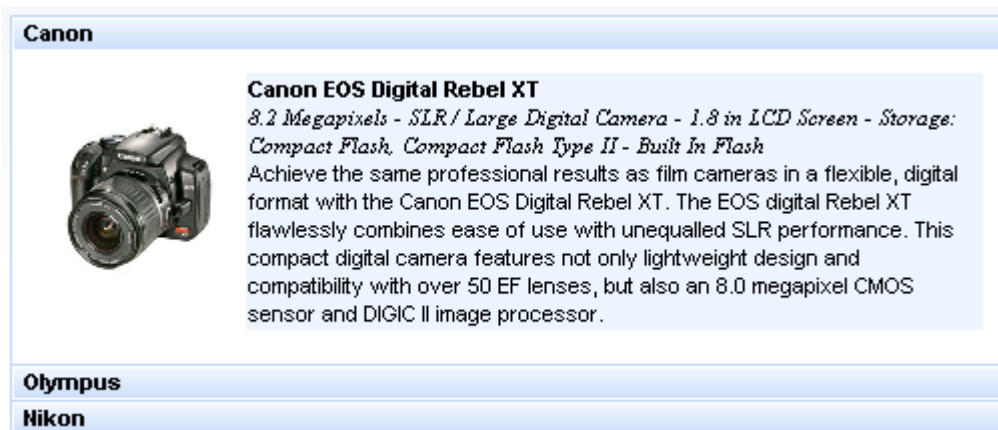 Canon
Canon EOS Digital Rebel XT
8.2 Megapixels - SLR / Large Digital Camera - 1.8 in LCD Screen - Storage:
Compact Flash, Compact Flash Type II - Built In Flash
Achieve the same professional results as film cameras in a flexible, digital
format with the Canon EOS Digital Rebel XT. The EOS digital Rebel XT
flawlessly combines ease of use with unequalled SLR performance. This
compact digital camera features not only lightweight design and
compatibility with over 50 EF lenses, but also an 8.0 megapixel CMOS
sensor and DIGIC II image processor.
Olympus
Nikon